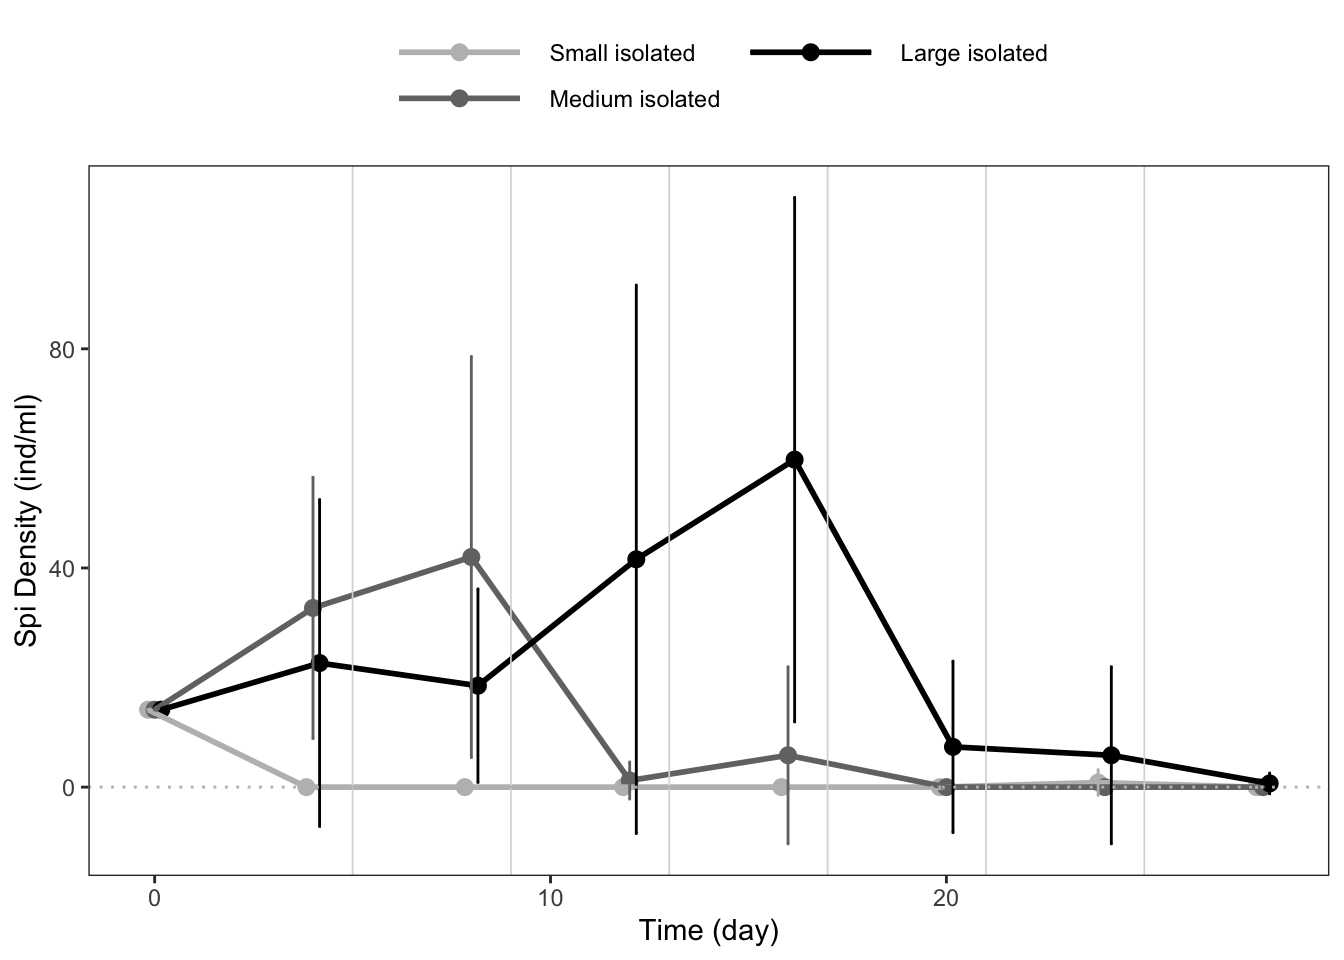 Small isolated
Large isolated
Medium isolated
Spi Density (ind/ml)
80
40
0
0
10
20
Time (day)